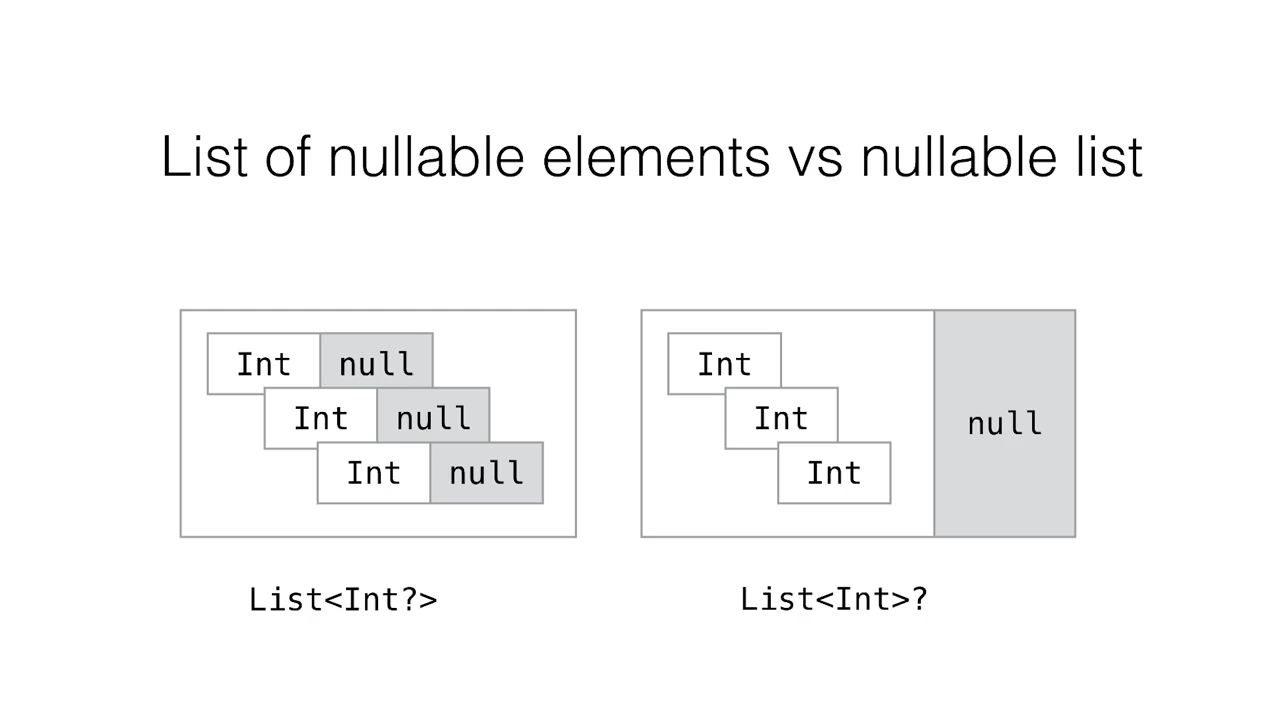 List of nullable elements vs nullable list
Int null
Int null
Int null
List<Int?>
Int
Int
Int
null
List<Int>?